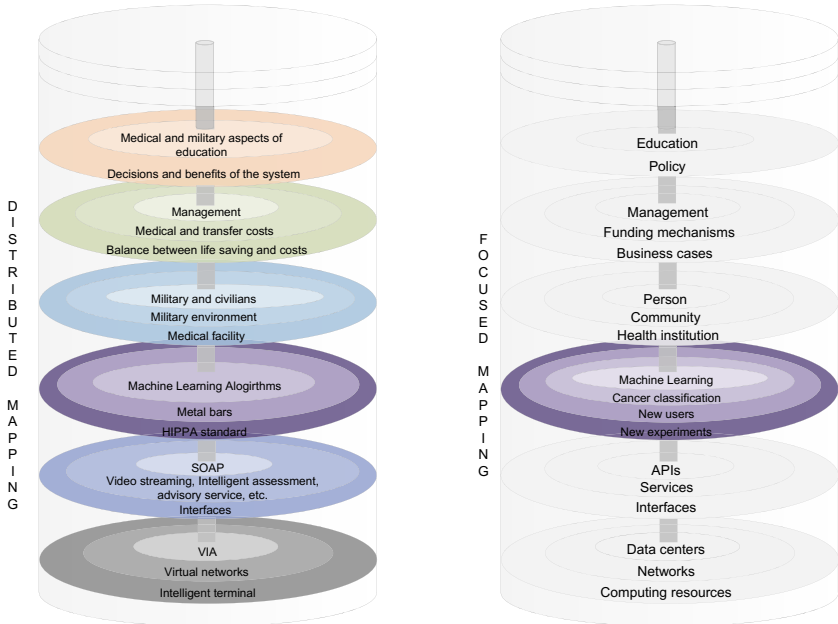 DISTRIBUTED MAPPING
Medical and military aspects of
education
Decisions and benefits of the system
Management
Medical and transfer costs
Balance between life saving and costs
Military and civilians
Military environment
Medical facility
Machine Learning Alogirthms
Metal bars
HIPPA standard
SOAP
Video streaming, Intelligent assessment,
advisory service, etc.
Interfaces
VIA
Virtual networks
Intelligent terminal
FOCUSED MAPPING
Education
Policy
Management
Funding mechanisms
Business cases
Person
Community
Health institution
Machine Learning
Cancer classification
New users
New experiments
APIs
Services
Interfaces
Data centers
Networks
Computing resources